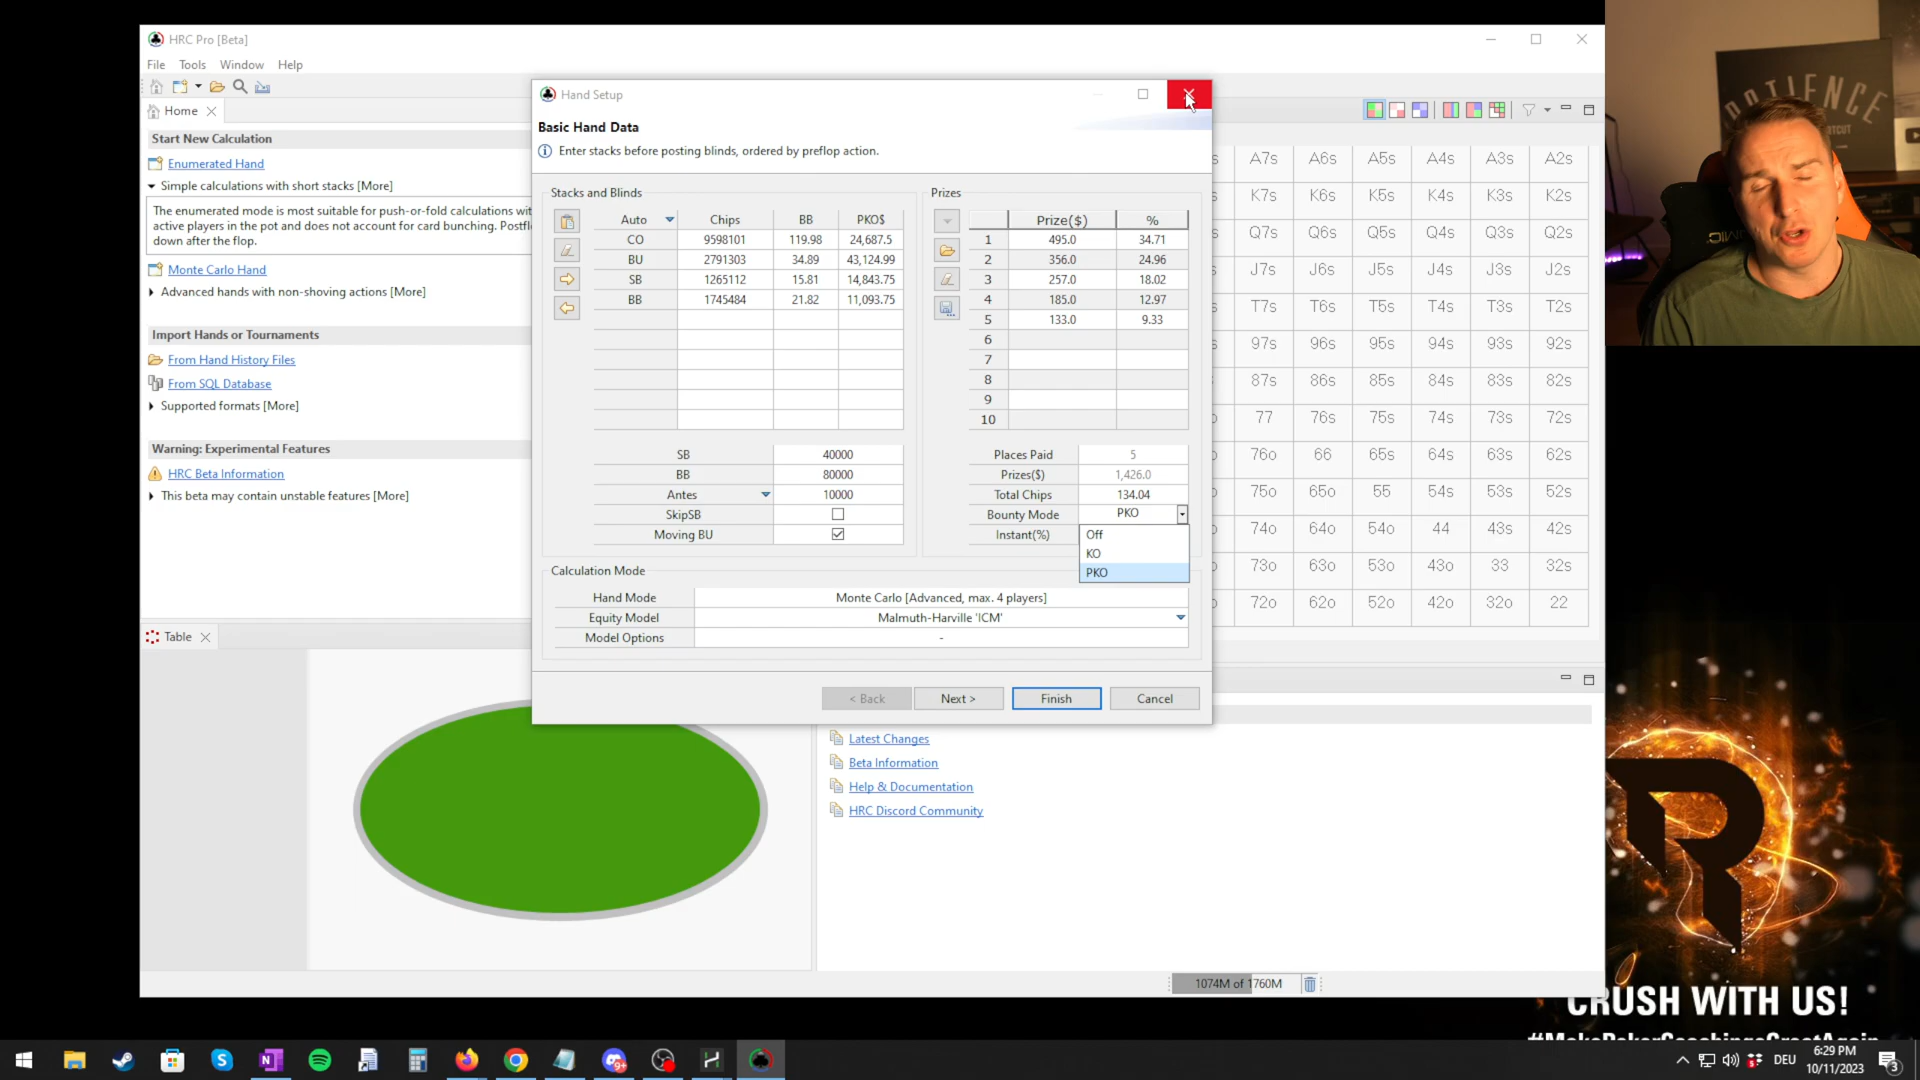 HRC Pro [Beta]
File Tools Window Help
Home
Start New Calculation
Enumerated Hand
Simple calculations with short stacks [More]
The enumerated mode is most suitable for push-or-fold calculations wit
active players in the pot and does not account for card bunching. Postfl
down after the flop.
Monte Carlo Hand
Advanced hands with non-shoving actions [More]
Import Hands or Tournaments
From Hand History Files
From SQL Database
Supported formats [More]
Warning: Experimental Features
HRC Beta Information
This beta may contain unstable features [More]
Table
Hand Setup
Basic Hand Data
Enter stacks before posting blinds, ordered by preflop action.
Stacks and Blinds
Auto Chips BB PKO$
CO 9598101 119.98 24,687.5
BU 2791303 34.89 43,124.99
SB 1265112 15.81 14,843.75
BB 1745484 21.82 11,093.75
SB 40000
BB 80000
Antes 10000
SkipSB
Moving BU
Prizes
Prize($) %
1 495.0 34.71
2 356.0 24.96
3 257.0 18.02
4 185.0 12.97
5 133.0 9.33
6
7
8
9
10
Places Paid 5
Prizes($) 1,426.0
Total Chips 134.04
Bounty Mode PKO
Instant(%)
Off
KO
PKO
Calculation Mode
Hand Mode Monte Carlo [Advanced, max. 4 players]
Equity Model Malmuth-Harville 'ICM'
Model Options -
< Back Next > Finish Cancel
s A7s A6s A5s A4s A3s A2s
s K7s K6s K5s K4s K3s K2s
s Q7s Q6s Q5s Q4s Q3s Q2s
J7s J6s J5s J4s J3s J2s
T7s T6s T5s T4s T3s T2s
97s 96s 95s 94s 93s 92s
87s 86s 85s 84s 83s 82s
77 76s 75s 74s 73s 72s
76o 66 65s 64s 63s 62s
75o 65o 55 54s 53s 52s
74o 64o 54o 44 43s 42s
73o 63o 53o 43o 33 32s
72o 62o 52o 42o 32o 22
Latest Changes
Beta Information
Help & Documentation
HRC Discord Community
1074M of 1760M
PATIENCE
CRUSH WITH US!
#MakePokerCoachingGreatAgain
DEU
6:29 PM
10/11/2023
3